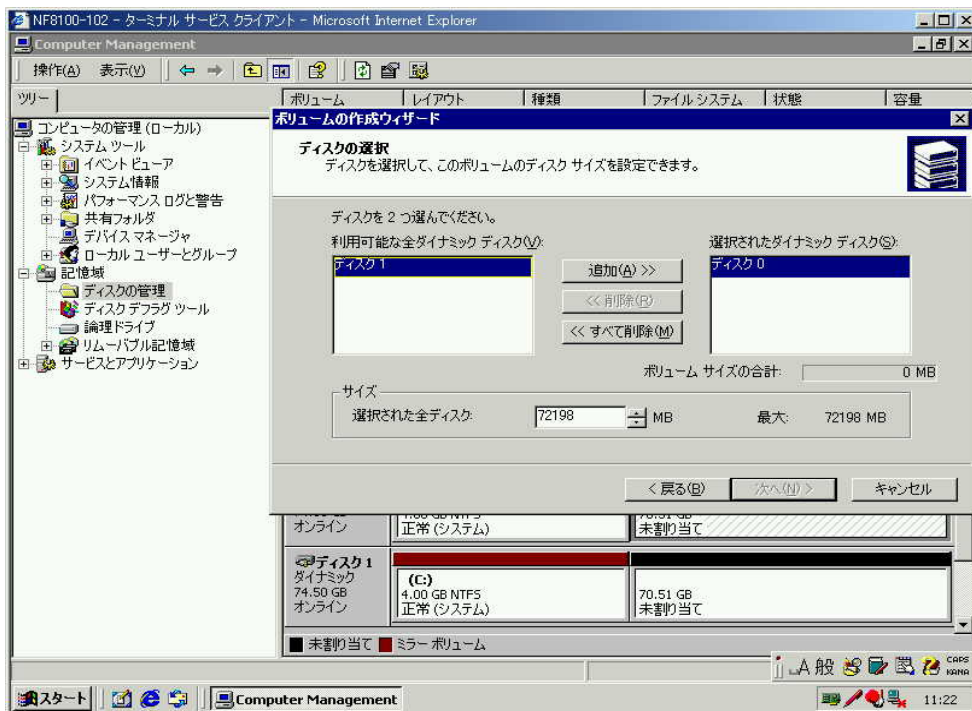 NF8100-102 - ターミナル サービス クライアント - Microsoft Internet Explorer
Computer Management
操作(A) 表示(V)
ツリー
ボリューム レイアウト 種類 ファイル システム 状態 容量
コンピュータの管理 (ローカル)
システム ツール
イベント ビューア
システム情報
パフォーマンス ログと警告
共有フォルダ
デバイス マネージャ
ローカル ユーザーとグループ
記憶域
ディスクの管理
ディスク デフラグ ツール
論理ドライブ
リムーバブル記憶域
サービスとアプリケーション
ボリュームの作成ウィザード
ディスクの選択
ディスクを選択して、このボリュームのディスク サイズを設定できます。
ディスクを 2 つ選んでください。
利用可能な全ダイナミック ディスク(V): 選択されたダイナミック ディスク(S):
ディスク 1 追加(A) >> ディスク 0
<< 削除(R)
<< すべて削除(M)
ボリューム サイズの合計: 0 MB
サイズ
選択された全ディスク: 72198 MB 最大: 72198 MB
< 戻る(B) 次へ(N) > キャンセル
オンライン 正常 (システム) 未割り当て
ディスク 1
ダイナミック
74.50 GB
オンライン
(C:)
4.00 GB NTFS
正常 (システム)
70.51 GB
未割り当て
未割り当て ミラー ボリューム
A 般 CAPS
KANA
スタート Computer Management 11:22